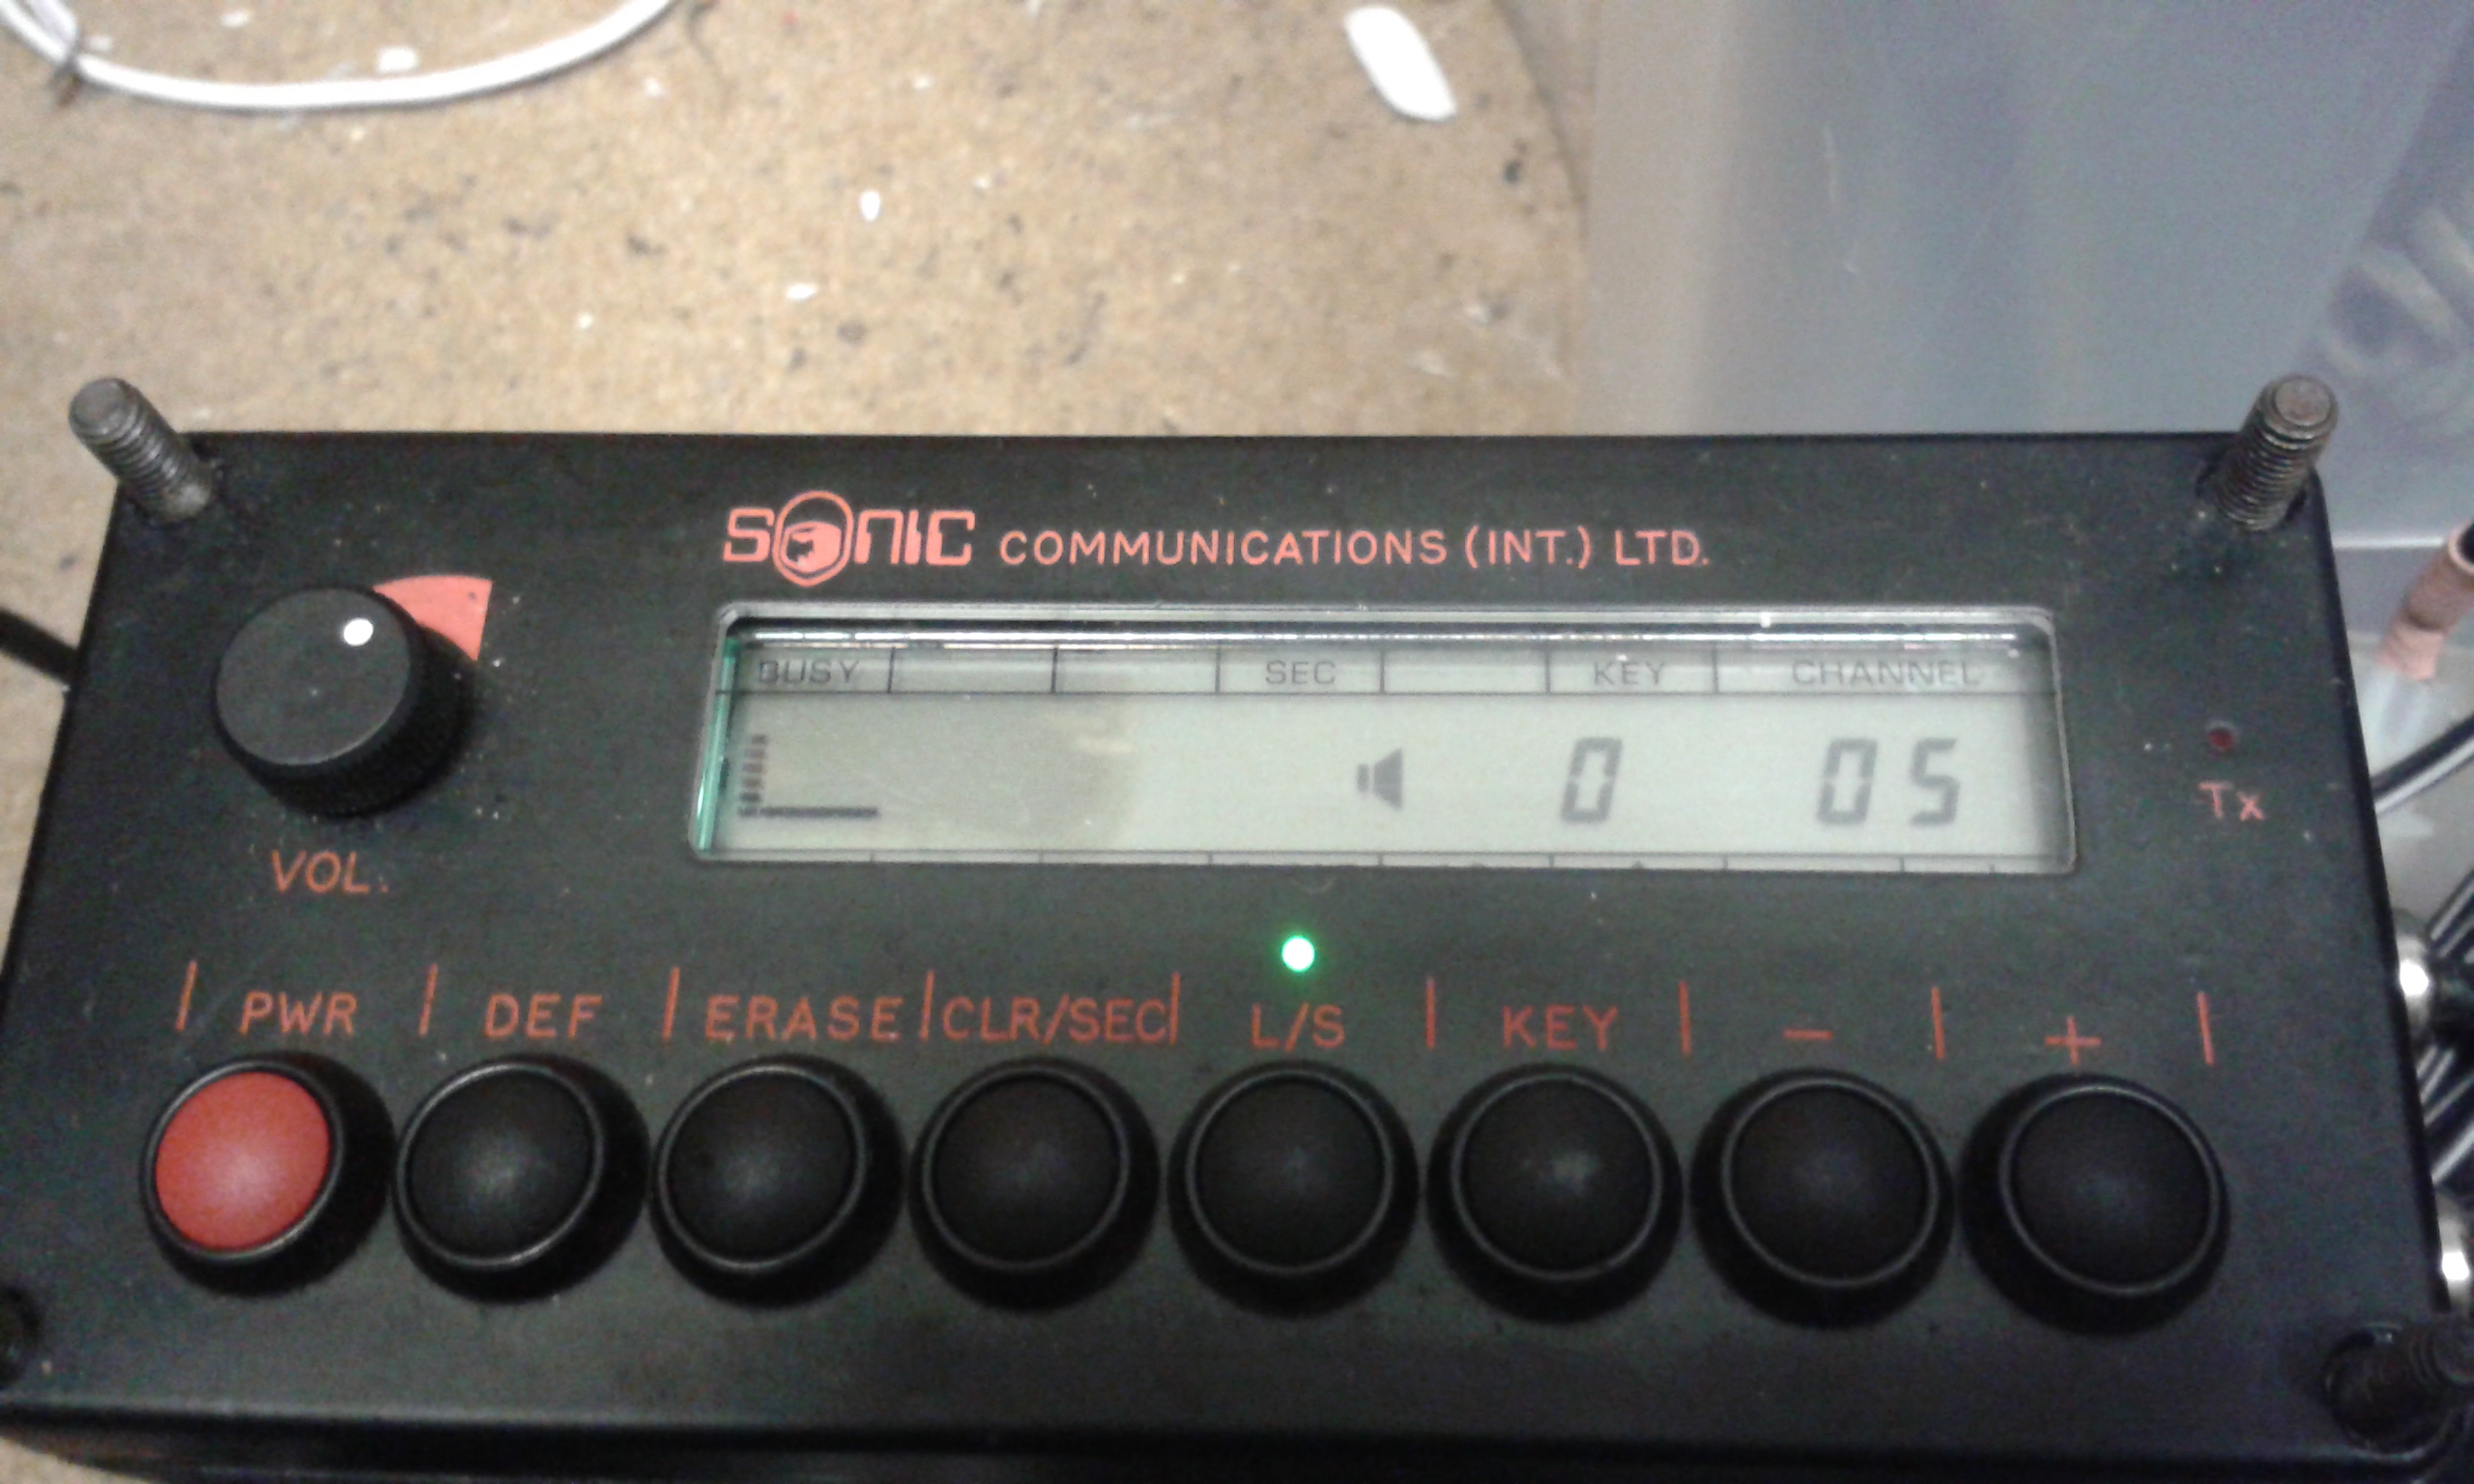 SONIC COMMUNICATIONS (INT.) LTD.
BUSY SEC KEY CHANNEL
0 05
Tx
VOL.
PWR DEF ERASE CLR/SEC L/S KEY - +